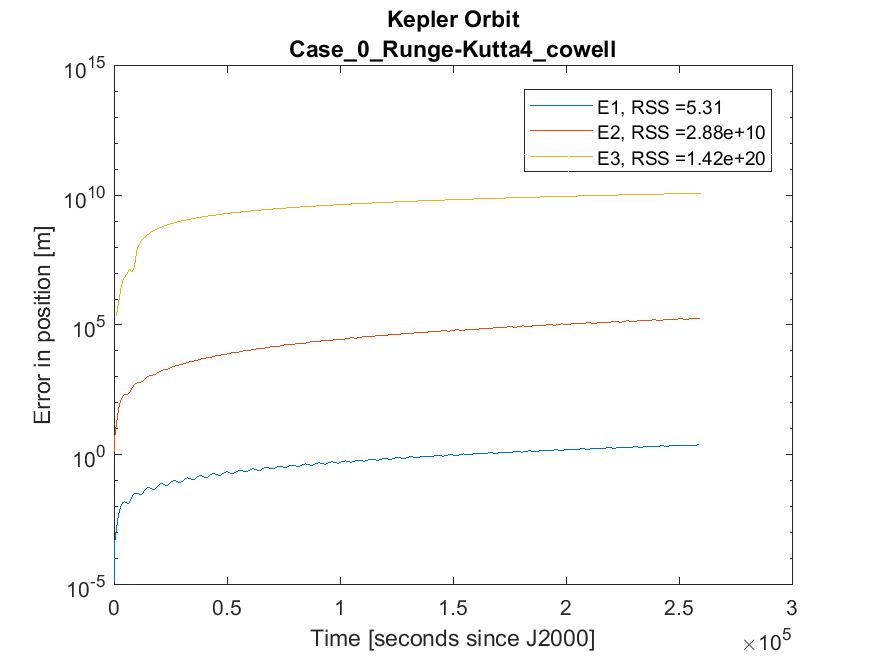 Kepler Orbit
Case_0_Runge-Kutta4_cowell
10^15
E1, RSS =5.31
E2, RSS =2.88e+10
E3, RSS =1.42e+20
10^10
10^5
10^0
10^-5
Error in position [m]
0 0.5 1 1.5 2 2.5 3
Time [seconds since J2000]
×10^5